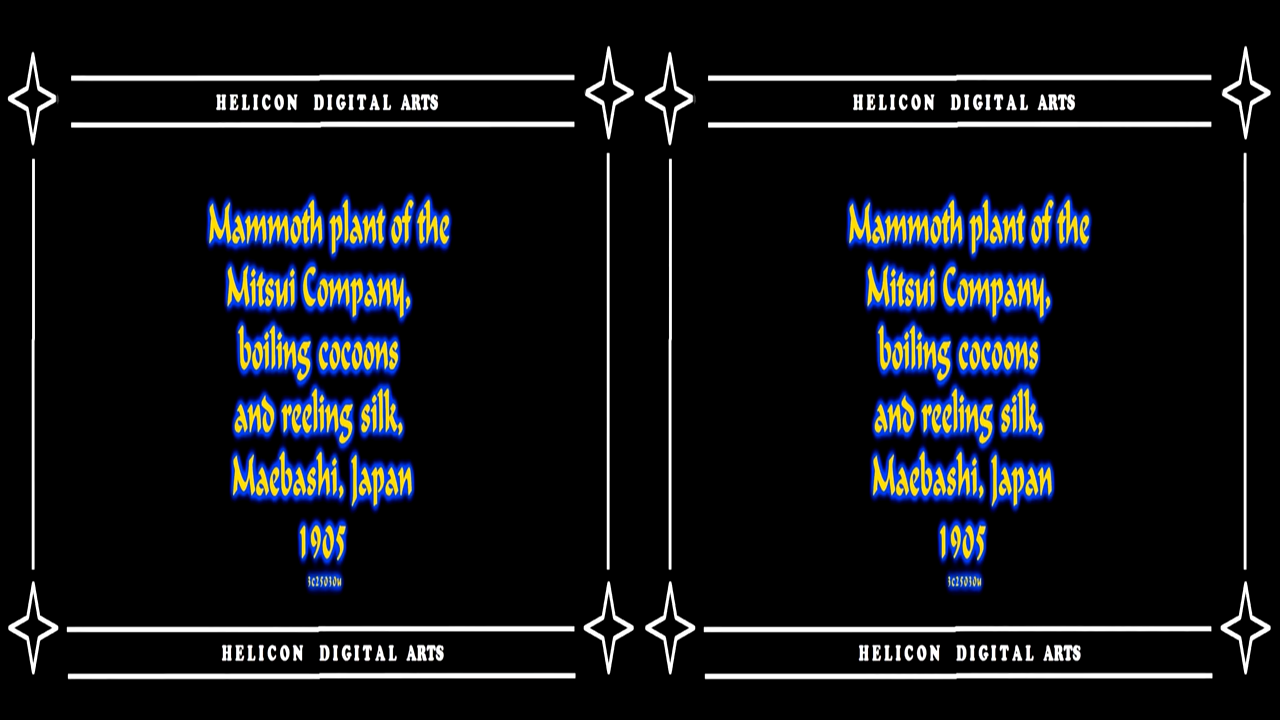 HELICON DIGITAL ARTS
Mammoth plant of the
Mitsui Company,
boiling cocoons
and reeling silk,
Maebashi, Japan
1905
3c25030u
HELICON DIGITAL ARTS
HELICON DIGITAL ARTS
Mammoth plant of the
Mitsui Company,
boiling cocoons
and reeling silk,
Maebashi, Japan
1905
3c25030u
HELICON DIGITAL ARTS